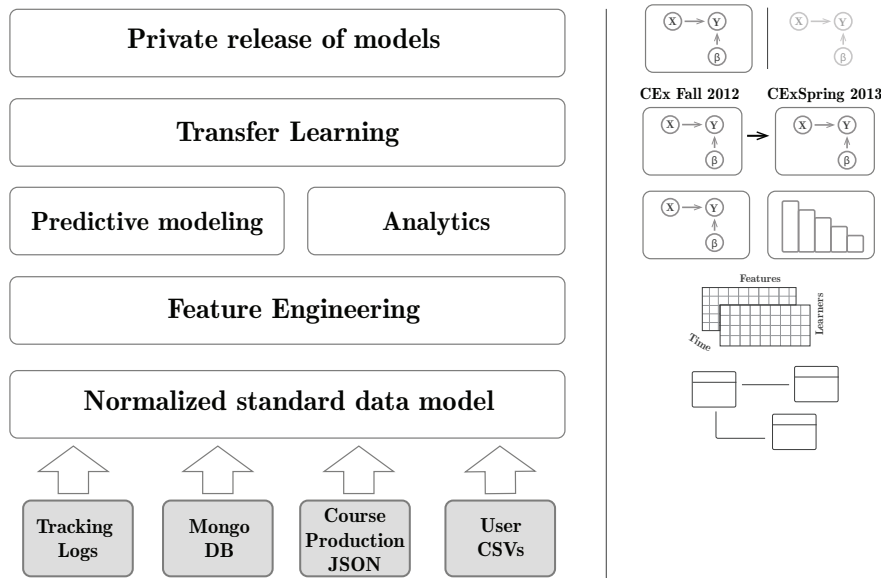 Private release of models
Transfer Learning
Predictive modeling
Analytics
Feature Engineering
Normalized standard data model
Tracking
Logs
Mongo
DB
Course
Production
JSON
User
CSVs
X
Y
β
X
Y
β
CEx Fall 2012
CExSpring 2013
X
Y
β
X
Y
β
X
Y
β
Features
Learners
Time